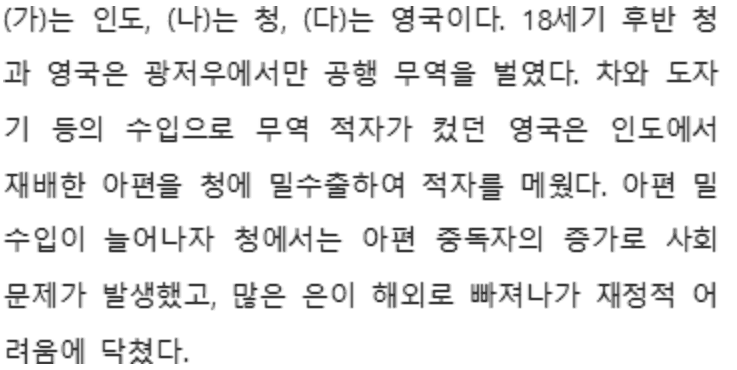 (가)는 인도, (나)는 청, (다)는 영국이다. 18세기 후반 청
과 영국은 광저우에서만 공행 무역을 벌였다. 차와 도자
기 등의 수입으로 무역 적자가 컸던 영국은 인도에서
재배한 아편을 청에 밀수출하여 적자를 메웠다. 아편 밀
수입이 늘어나자 청에서는 아편 중독자의 증가로 사회
문제가 발생했고, 많은 은이 해외로 빠져나가 재정적 어
려움에 닥쳤다.